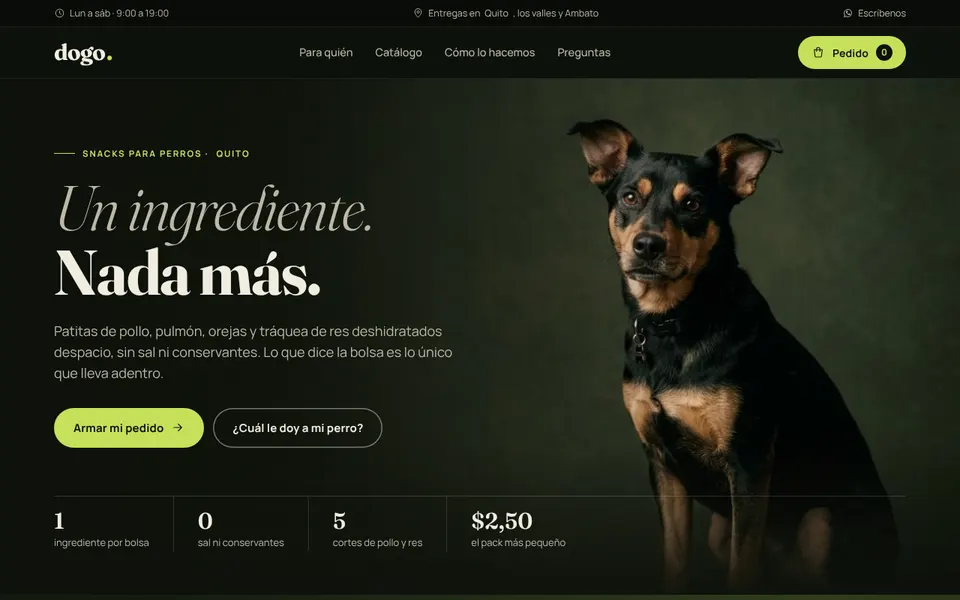 Lun a sáb · 9:00 a 19:00
Entregas en Quito , los valles y Ambato
Escríbenos
dogo.
Para quién
Catálogo
Cómo lo hacemos
Preguntas
Pedido 0
SNACKS PARA PERROS · QUITO
Un ingrediente.
Nada más.
Patitas de pollo, pulmón, orejas y tráquea de res deshidratados
despacio, sin sal ni conservantes. Lo que dice la bolsa es lo único
que lleva adentro.
Armar mi pedido →
¿Cuál le doy a mi perro?
1
ingrediente por bolsa
0
sal ni conservantes
5
cortes de pollo y res
$2,50
el pack más pequeño